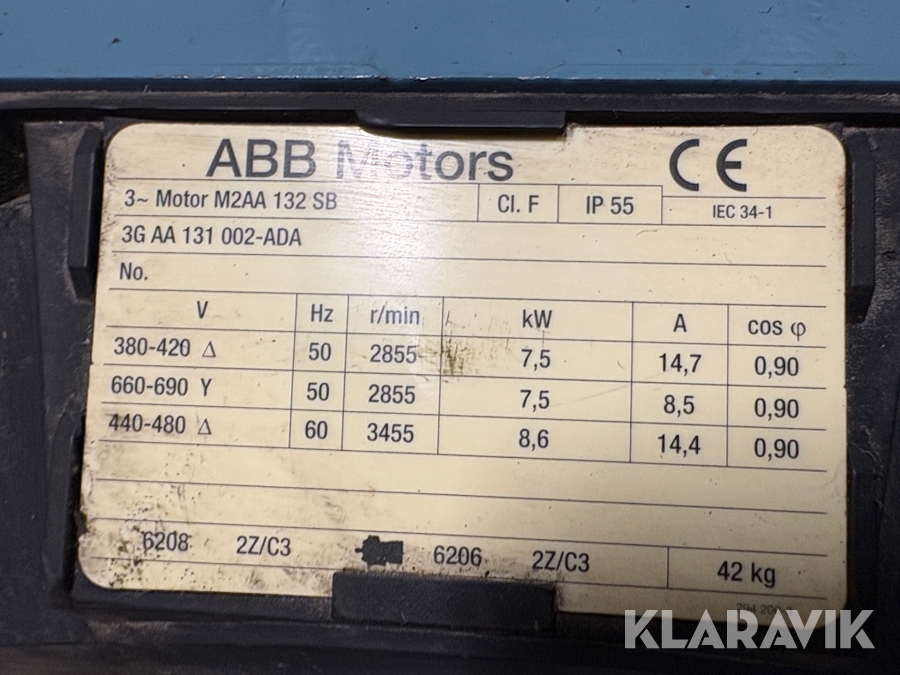 ABB Motors CE
3~ Motor M2AA 132 SB Cl. F IP 55 IEC 34-1
3G AA 131 002-ADA
No.
V Hz r/min kW A cos φ
380-420 Δ 50 2855 7,5 14,7 0,90
660-690 Y 50 2855 7,5 8,5 0,90
440-480 Δ 60 3455 8,6 14,4 0,90
6208 2Z/C3 6206 2Z/C3 42 kg
KLARAVIK